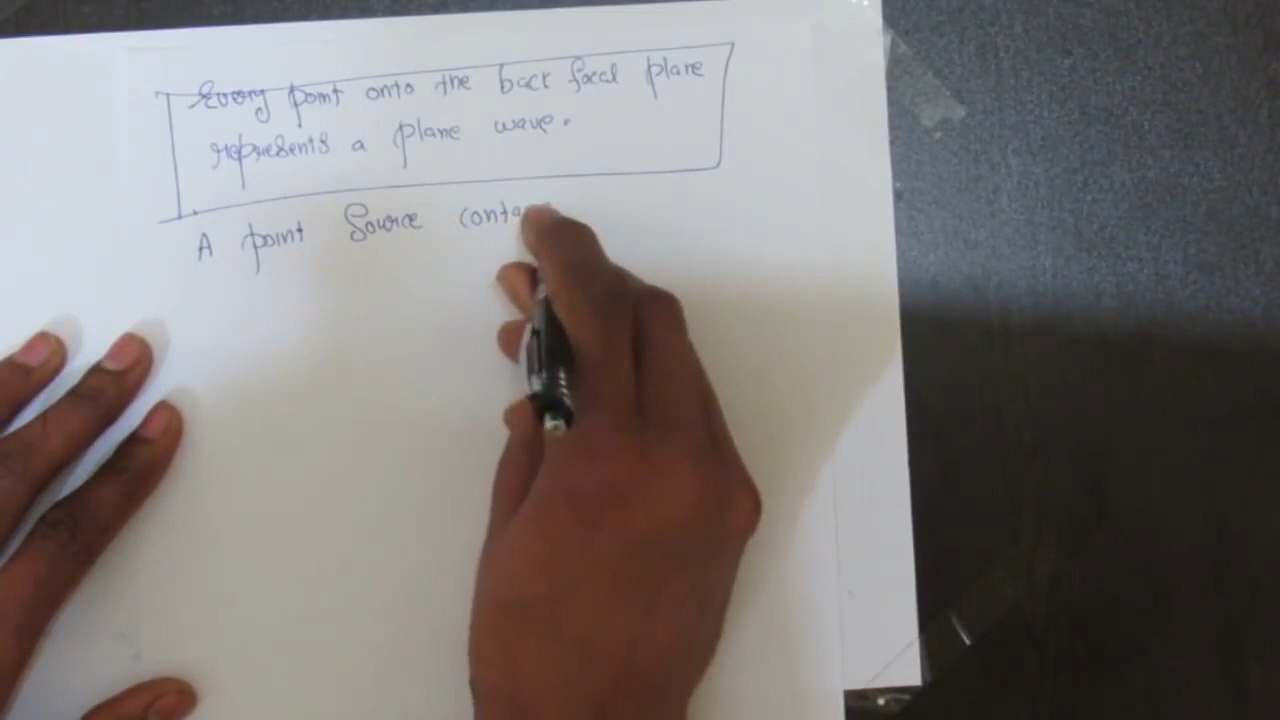 Every point onto the back focal plane
represents a plane wave.
A point Source